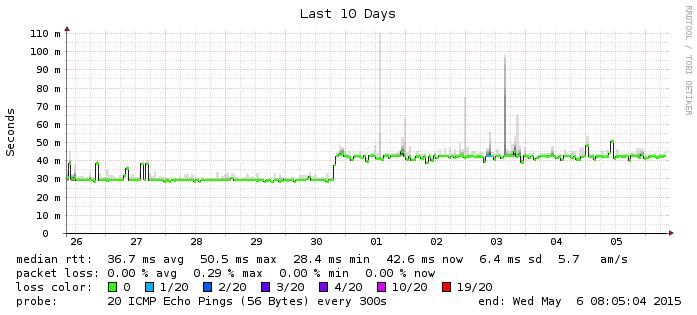 Last 10 Days
RRDTOOL / TOBI OETIKER
Seconds
110 m
100 m
90 m
80 m
70 m
60 m
50 m
40 m
30 m
20 m
10 m
0
26 27 28 29 30 01 02 03 04 05
median rtt: 36.7 ms avg 50.5 ms max 28.4 ms min 42.6 ms now 6.4 ms sd 5.7 am/s
packet loss: 0.00 % avg 0.29 % max 0.00 % min 0.00 % now
loss color: 0 1/20 2/20 3/20 4/20 10/20 19/20
probe: 20 ICMP Echo Pings (56 Bytes) every 300s end: Wed May 6 08:05:04 2015